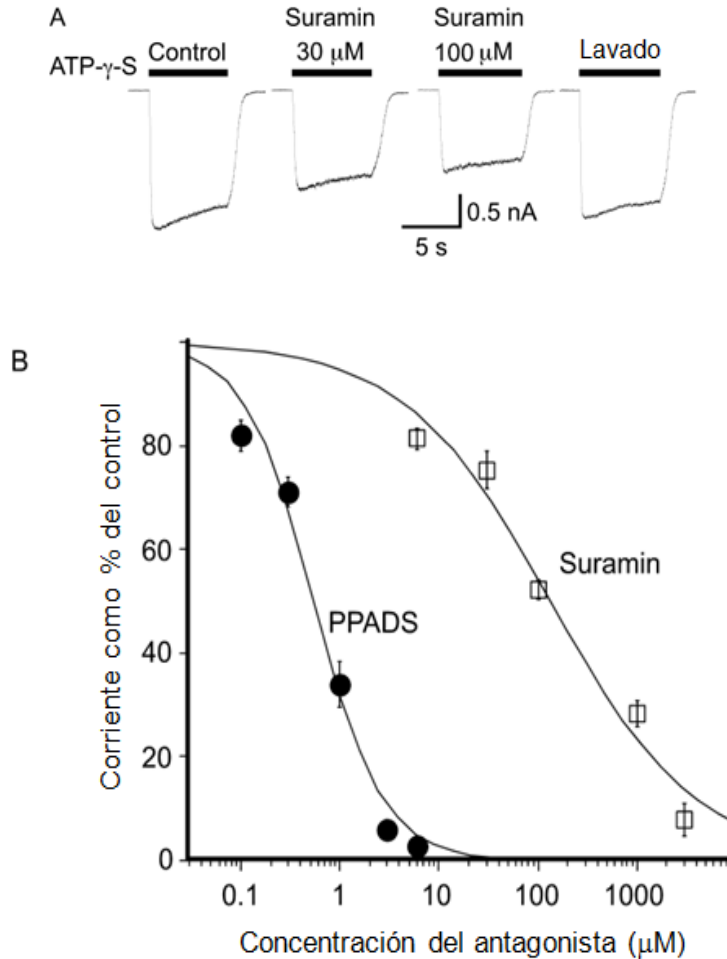 A
Suramin
Suramin
ATP-γ-S
Control
30 μM
100 μM
Lavado
0.5 nA
5 s
B
Corriente como % del control
80
60
40
20
0
PPADS
Suramin
0.1
1
10
100
1000
Concentración del antagonista (μM)